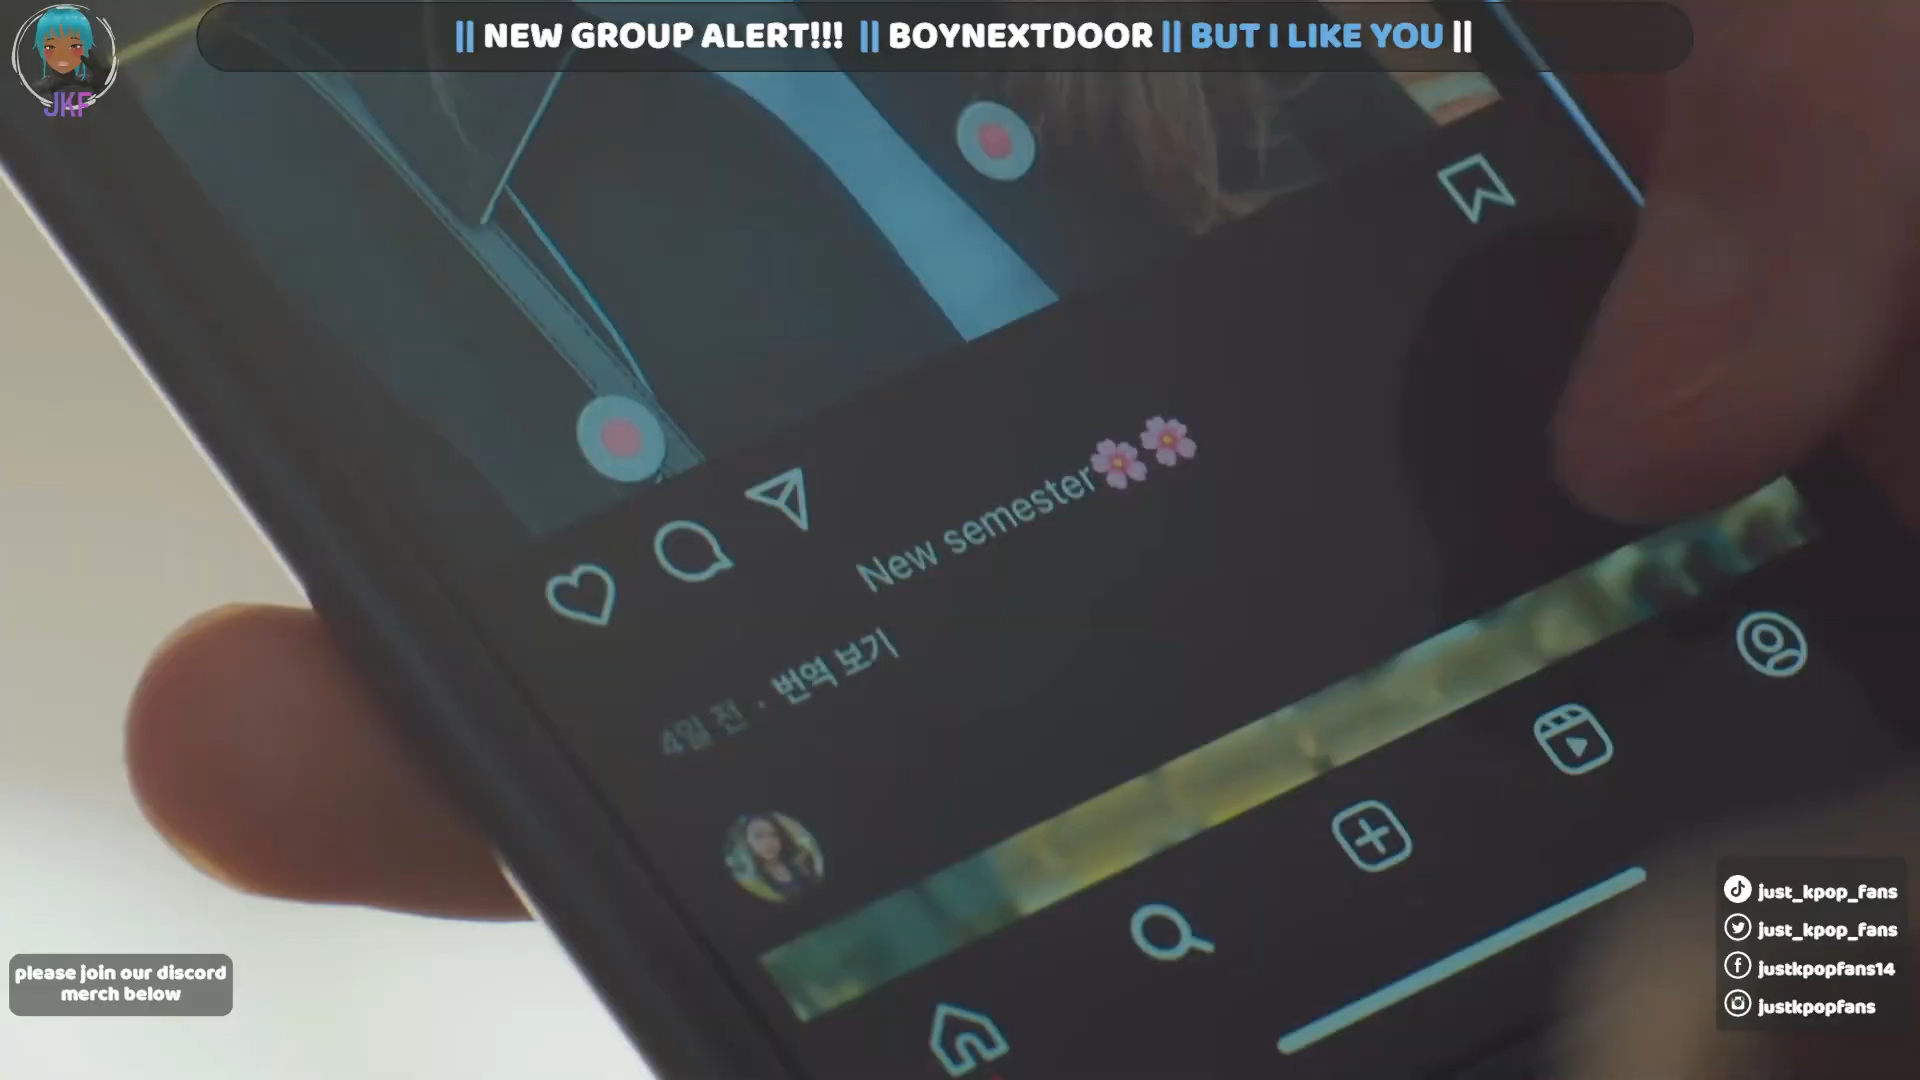 || NEW GROUP ALERT!!! || BOYNEXTDOOR || BUT I LIKE YOU ||
JKF
New semester🌸🌸
4일 전 · 번역 보기
just_kpop_fans
just_kpop_fans
justkpopfans14
justkpopfans
please join our discord
merch below